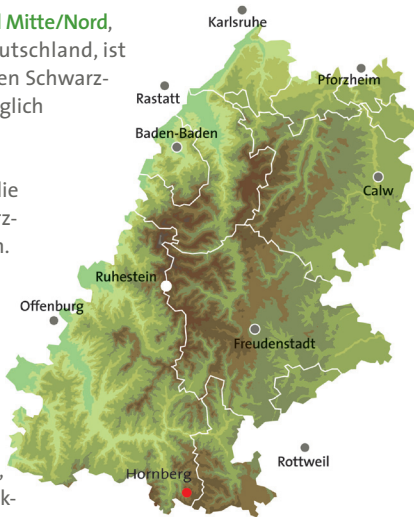 Mitte/Nord,
utschland, ist
en Schwarz-
glich
die
rz-
n.
k-
Karlsruhe
Pforzheim
Rastatt
Baden-Baden
Calw
Ruhestein
Offenburg
Freudenstadt
Rottweil
Hornberg